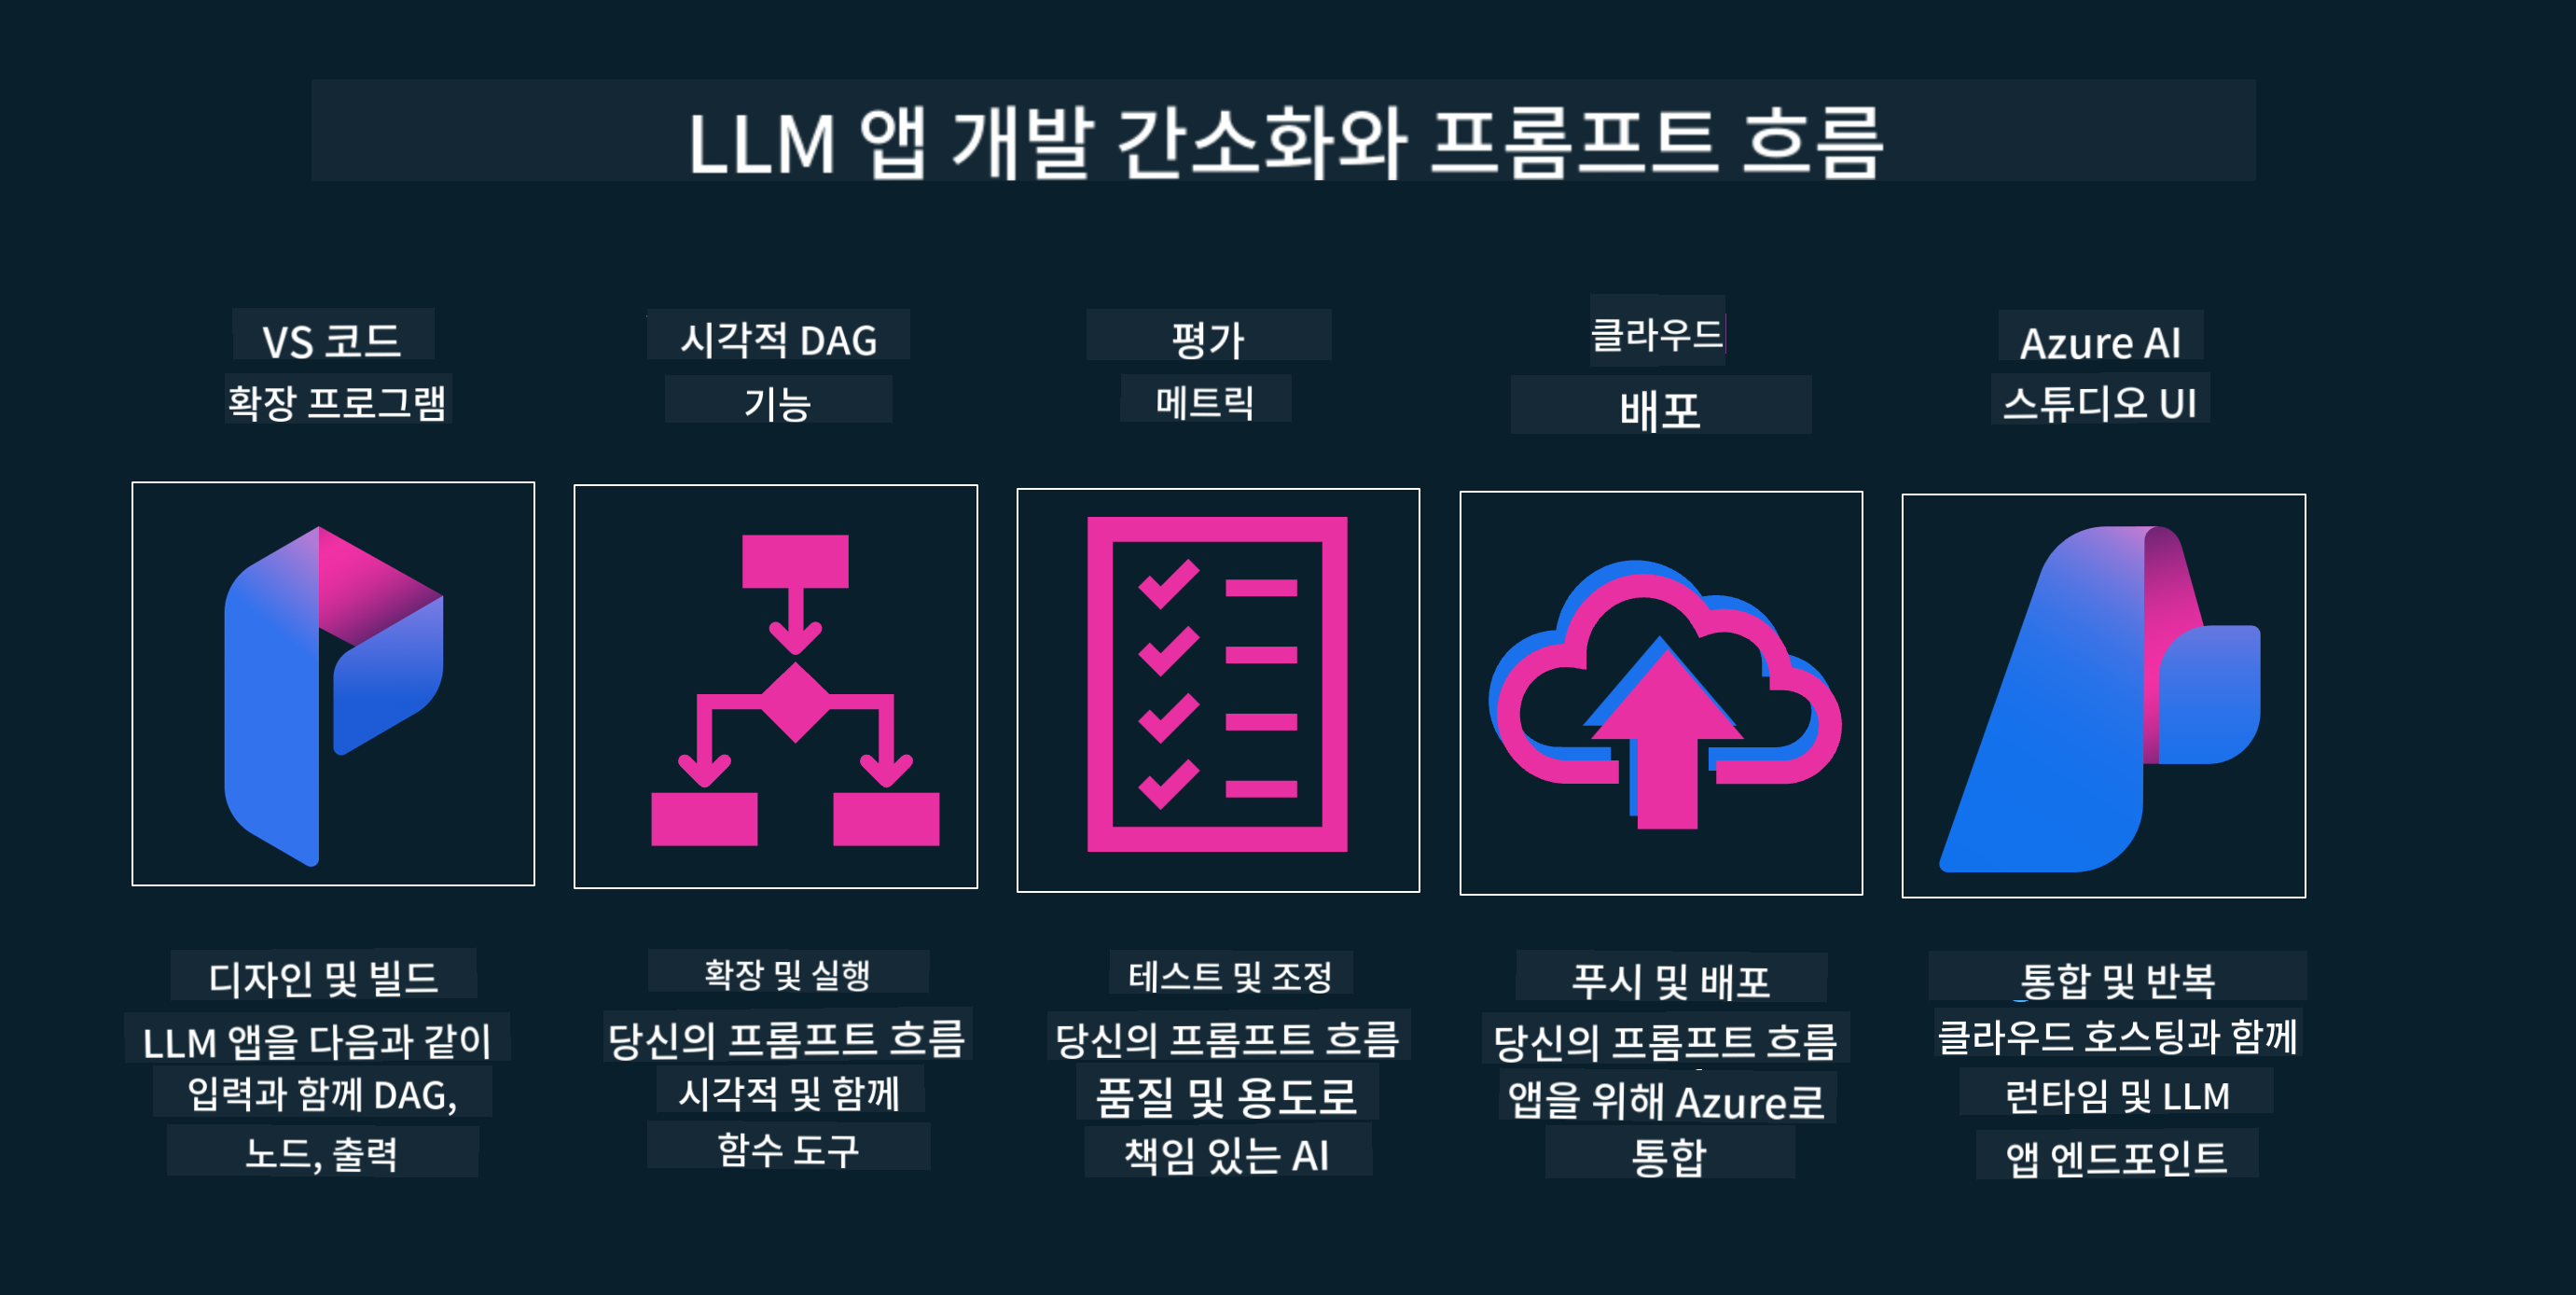 LLM 앱 개발 간소화와 프롬프트 흐름
VS 코드
확장 프로그램
시각적 DAG
기능
평가
메트릭
클라우드
배포
Azure AI
스튜디오 UI
디자인 및 빌드
LLM 앱을 다음과 같이
입력과 함께 DAG,
노드, 출력
확장 및 실행
당신의 프롬프트 흐름
시각적 및 함께
함수 도구
테스트 및 조정
당신의 프롬프트 흐름
품질 및 용도로
책임 있는 AI
푸시 및 배포
당신의 프롬프트 흐름
앱을 위해 Azure로
통합
통합 및 반복
클라우드 호스팅과 함께
런타임 및 LLM
앱 엔드포인트